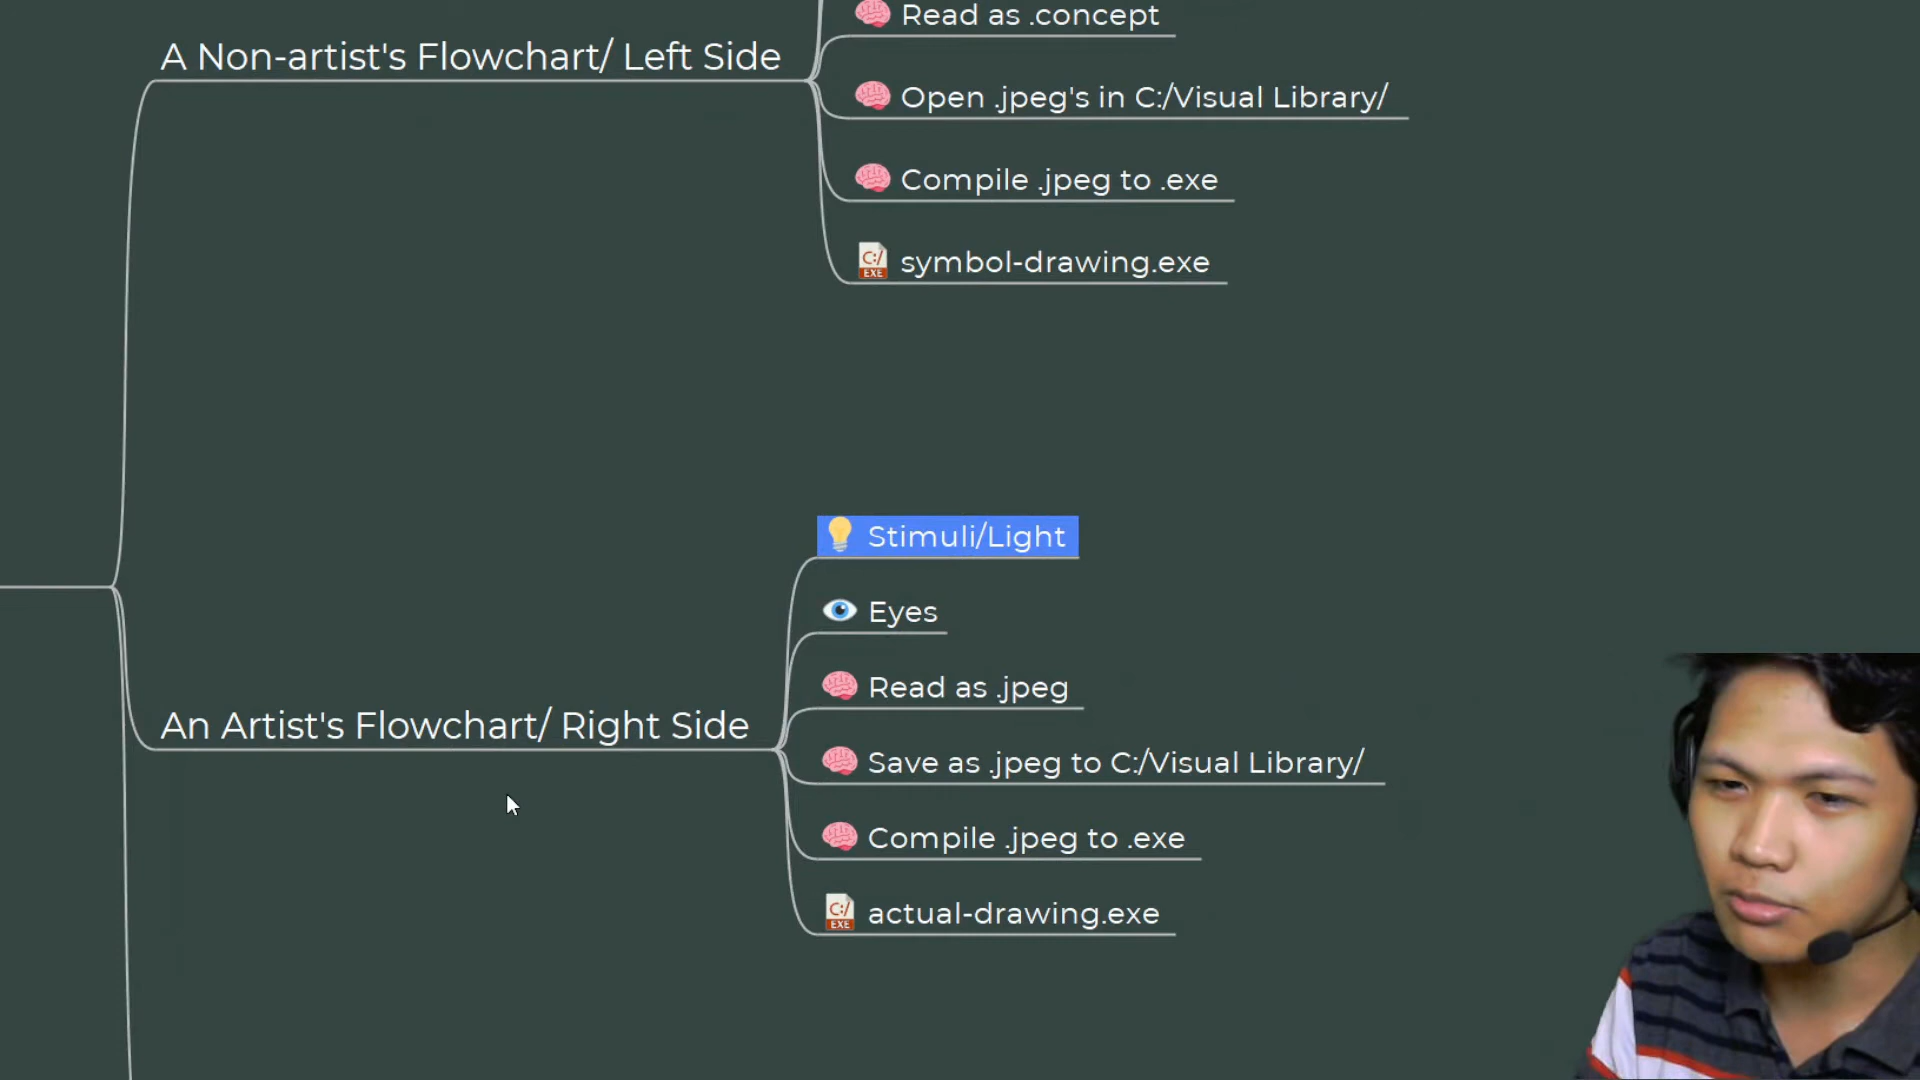 Read as .concept
A Non-artist's Flowchart/ Left Side
Open .jpeg's in C:/Visual Library/
Compile .jpeg to .exe
C:/
EXE
symbol-drawing.exe
Stimuli/Light
Eyes
Read as .jpeg
An Artist's Flowchart/ Right Side
Save as .jpeg to C:/Visual Library/
Compile .jpeg to .exe
C:/
EXE
actual-drawing.exe